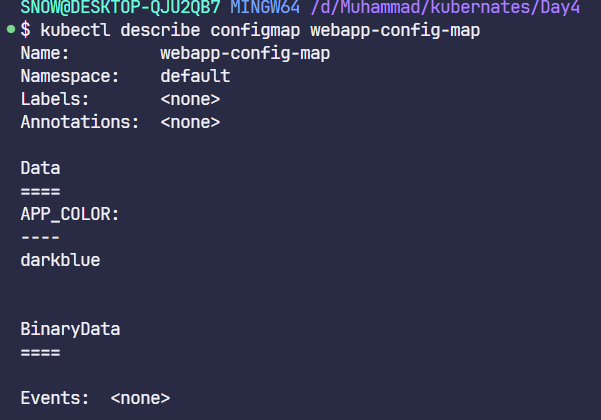 SNOW@DESKTOP-QJU2QB7 MINGW64 /d/Muhammad/kubernates/Day4
$ kubectl describe configmap webapp-config-map
Name:         webapp-config-map
Namespace:    default
Labels:       <none>
Annotations:  <none>

Data
====
APP_COLOR:
----
darkblue

BinaryData
====

Events:  <none>